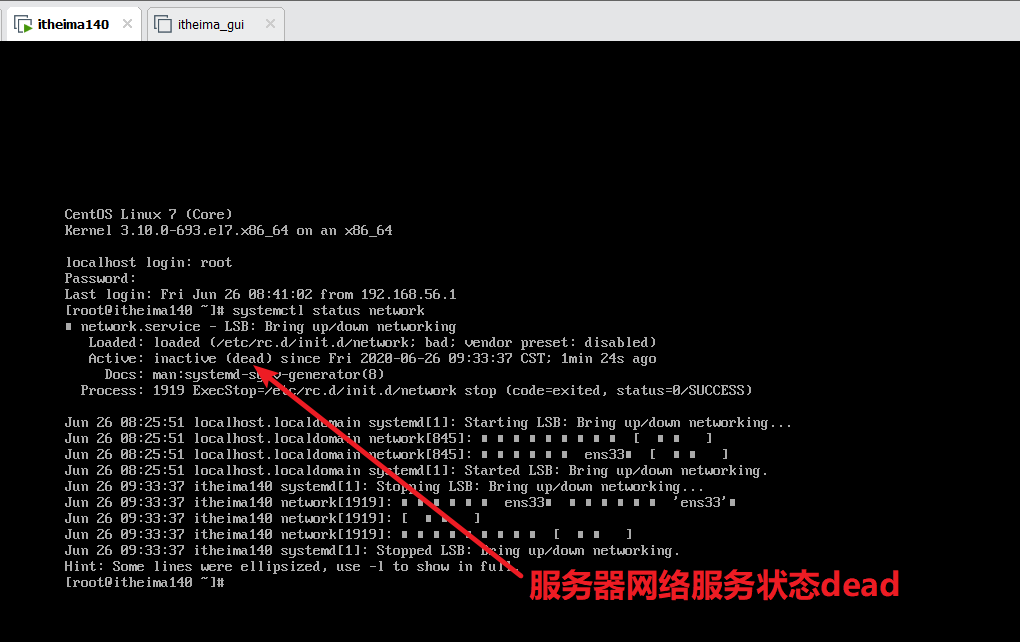 itheima140
itheima_gui
CentOS Linux 7 (Core)
Kernel 3.10.0-693.el7.x86_64 on an x86_64
localhost login: root
Password:
Last login: Fri Jun 26 08:41:02 from 192.168.56.1
[root@itheima140 ~]# systemctl status network
■ network.service - LSB: Bring up/down networking
Loaded: loaded (/etc/rc.d/init.d/network; bad; vendor preset: disabled)
Active: inactive (dead) since Fri 2020-06-26 09:33:37 CST; 1min 24s ago
Docs: man:systemd-sysv-generator(8)
Process: 1919 ExecStop=/etc/rc.d/init.d/network stop (code=exited, status=0/SUCCESS)
Jun 26 08:25:51 localhost.localdomain systemd[1]: Starting LSB: Bring up/down networking...
Jun 26 08:25:51 localhost.localdomain network[845]: ■ ■ ■ ■ ■ ■ ■ ■ ■ [ ■ ■ ]
Jun 26 08:25:51 localhost.localdomain network[845]: ■ ■ ■ ■ ■ ■ ens33■ [ ■ ■ ]
Jun 26 08:25:51 localhost.localdomain systemd[1]: Started LSB: Bring up/down networking.
Jun 26 09:33:37 itheima140 systemd[1]: Stopping LSB: Bring up/down networking...
Jun 26 09:33:37 itheima140 network[1919]: ■ ■ ■ ■ ■ ■ ens33■ ■ ■ ■ ■ ■ ■ 'ens33'■
Jun 26 09:33:37 itheima140 network[1919]: [ ■ ■ ]
Jun 26 09:33:37 itheima140 network[1919]: ■ ■ ■ ■ ■ ■ ■ ■ ■ [ ■ ■ ]
Jun 26 09:33:37 itheima140 systemd[1]: Stopped LSB: Bring up/down networking.
Hint: Some lines were ellipsized, use -l to show in full.
[root@itheima140 ~]#
服务器网络服务状态dead